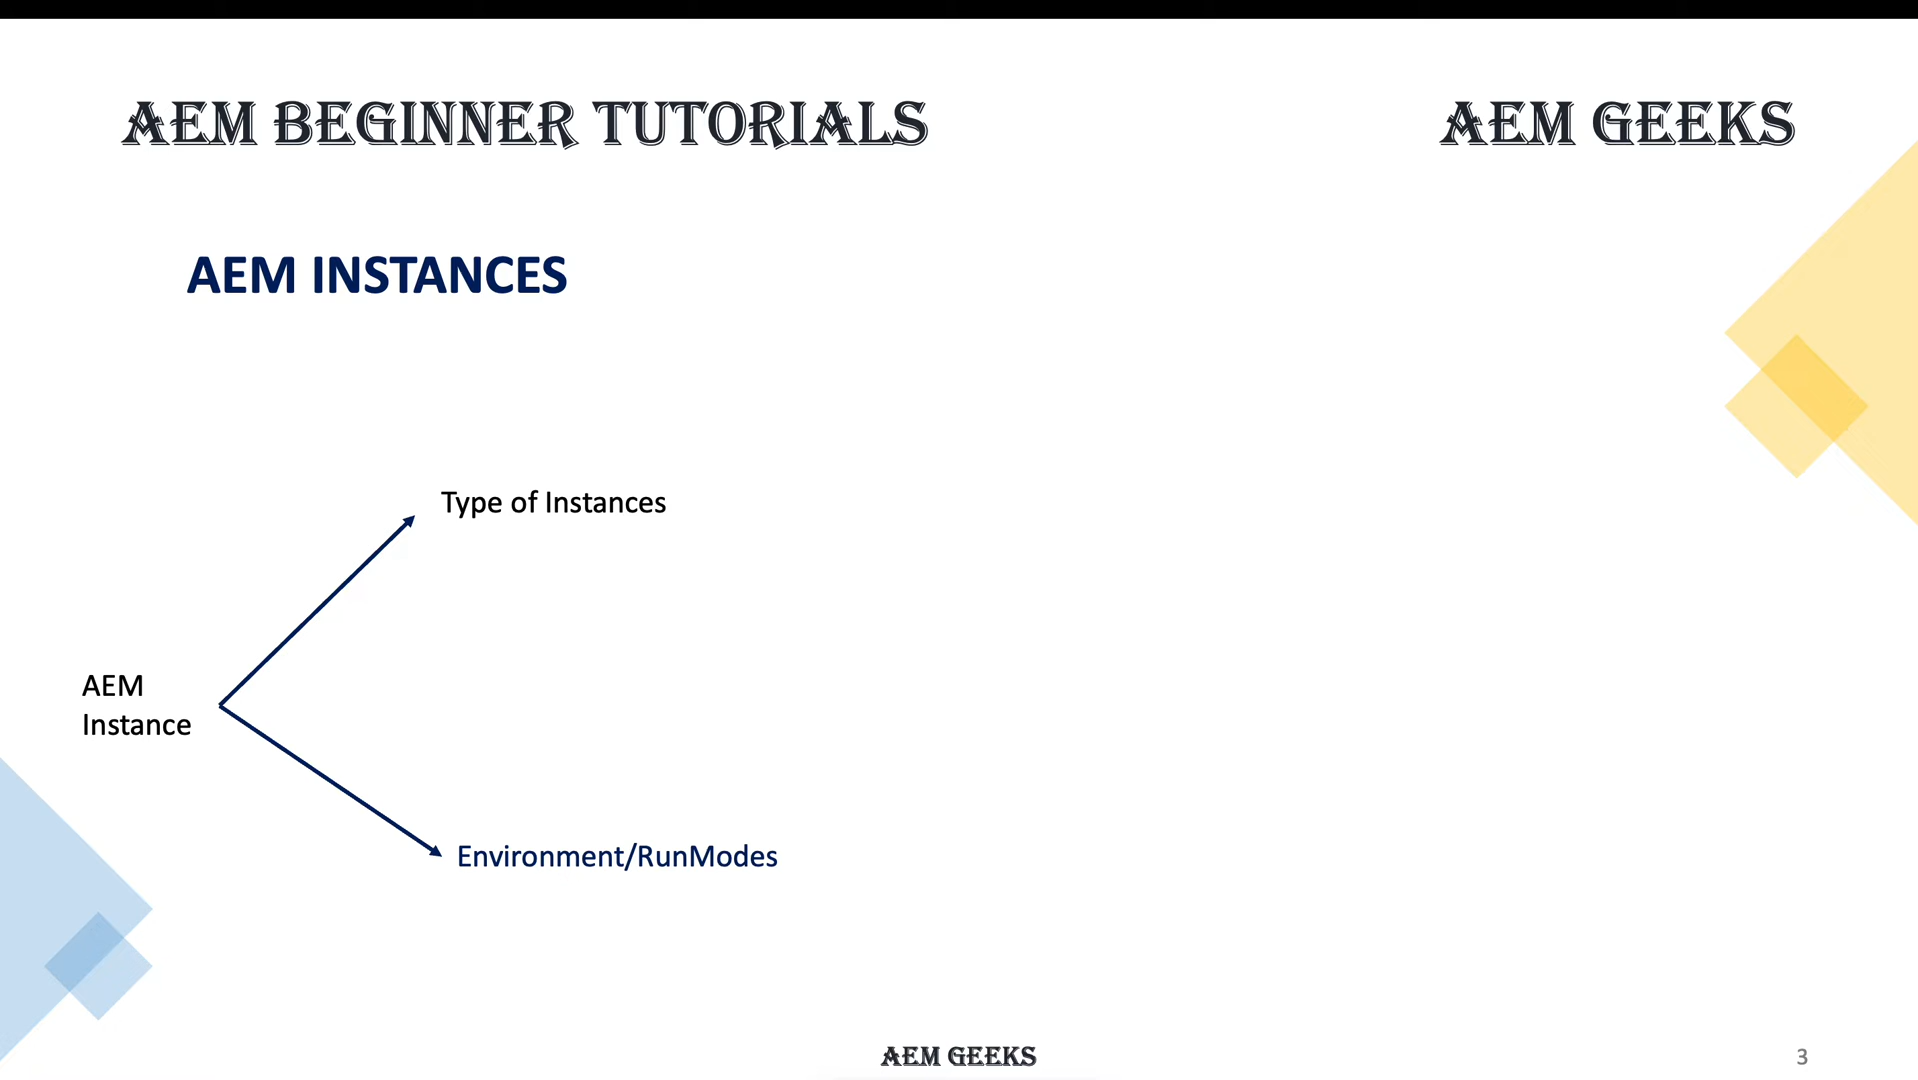 AEM BEGINNER TUTORIALS
AEM GEEKS
AEM INSTANCES
Type of Instances
AEM
Instance
Environment/RunModes
AEM GEEKS
3